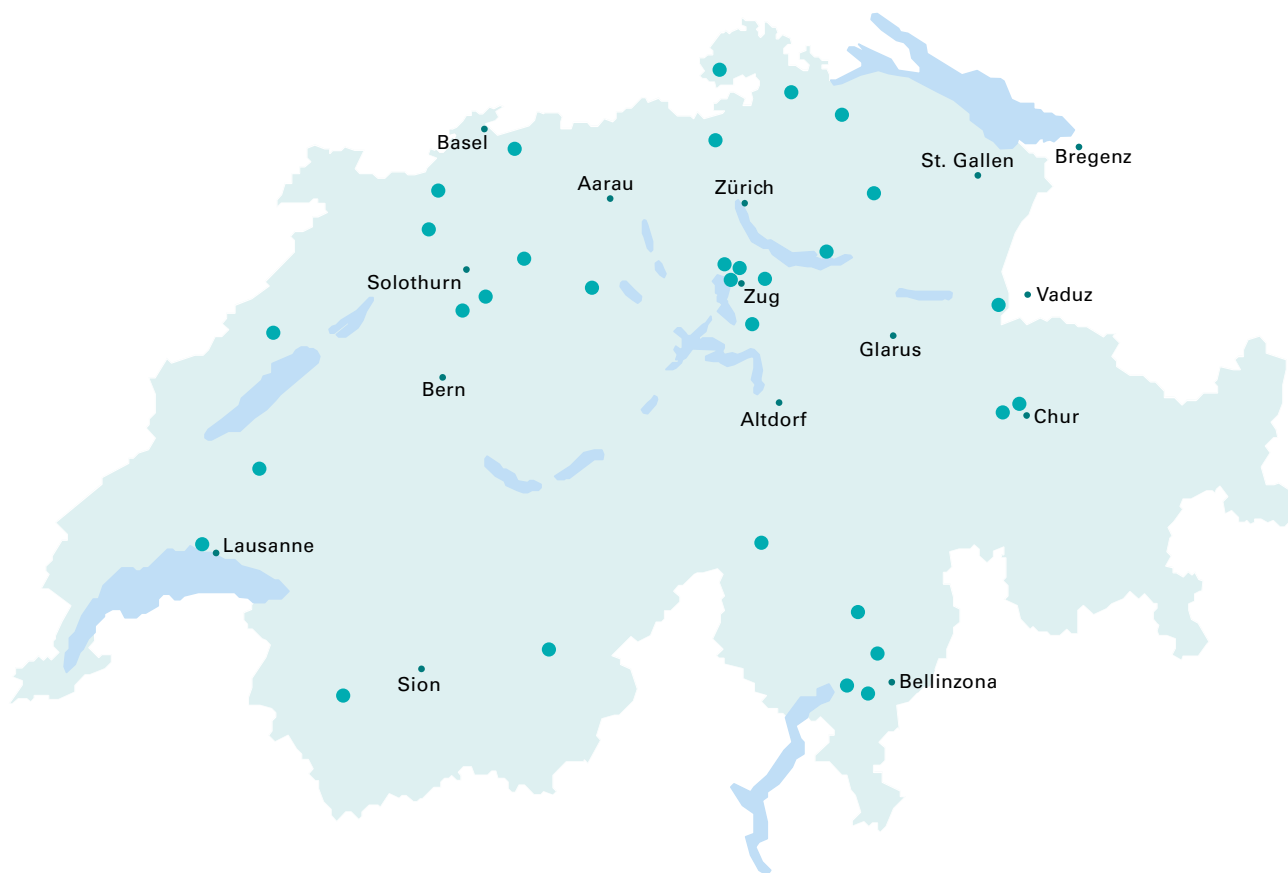 Basel
Bregenz
St. Gallen
Aarau
Zürich
Solothurn
Zug
Vaduz
Glarus
Bern
Altdorf
Chur
Lausanne
Sion
Bellinzona